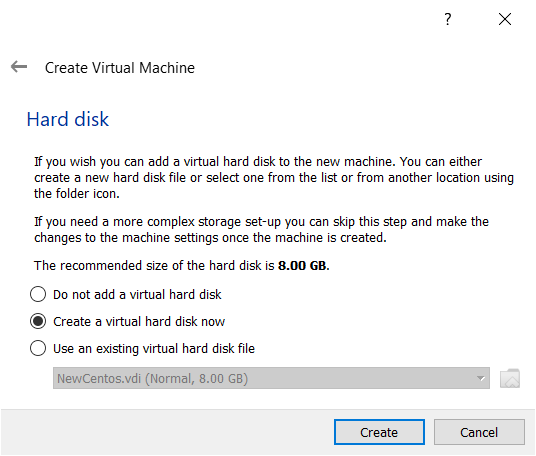 ?
Create Virtual Machine
Hard disk
If you wish you can add a virtual hard disk to the new machine. You can either
create a new hard disk file or select one from the list or from another location using
the folder icon.
If you need a more complex storage set-up you can skip this step and make the
changes to the machine settings once the machine is created.
The recommended size of the hard disk is 8.00 GB.
Do not add a virtual hard disk
Create a virtual hard disk now
Use an existing virtual hard disk file
NewCentos.vdi (Normal, 8.00 GB)
Create Cancel